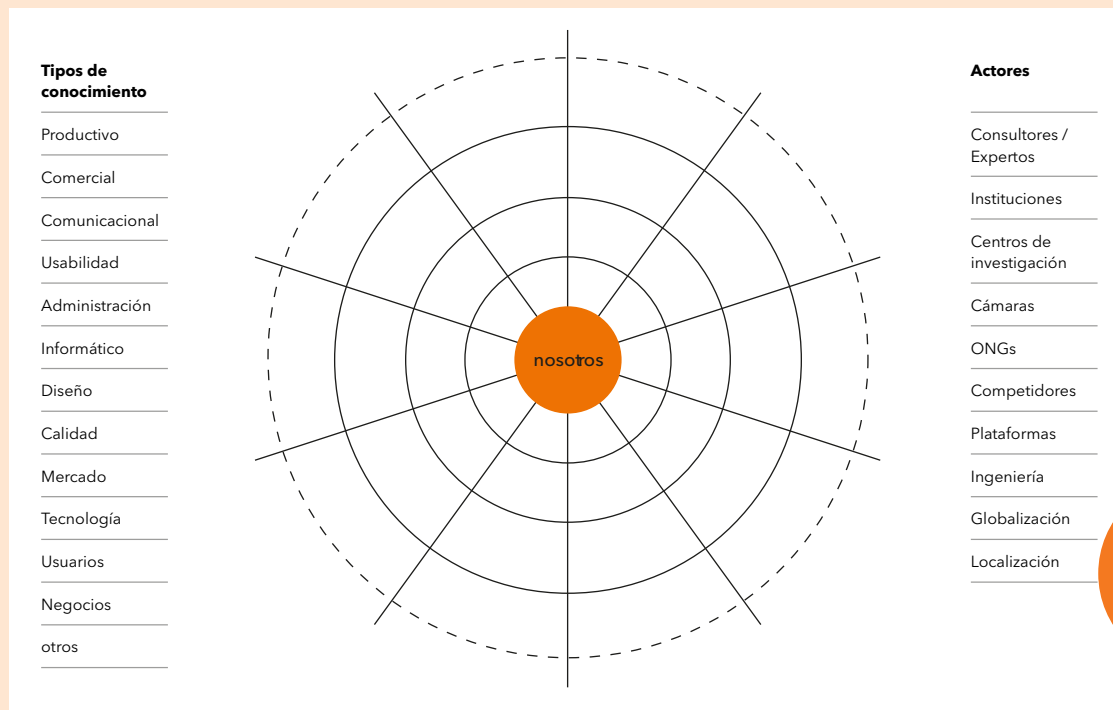 Tipos de
conocimiento
Productivo
Comercial
Comunicacional
Usabilidad
Administración
Informático
Diseño
Calidad
Mercado
Tecnología
Usuarios
Negocios
otros
nosotros
Actores
Consultores /
Expertos
Instituciones
Centros de
investigación
Cámaras
ONGs
Competidores
Plataformas
Ingeniería
Globalización
Localización